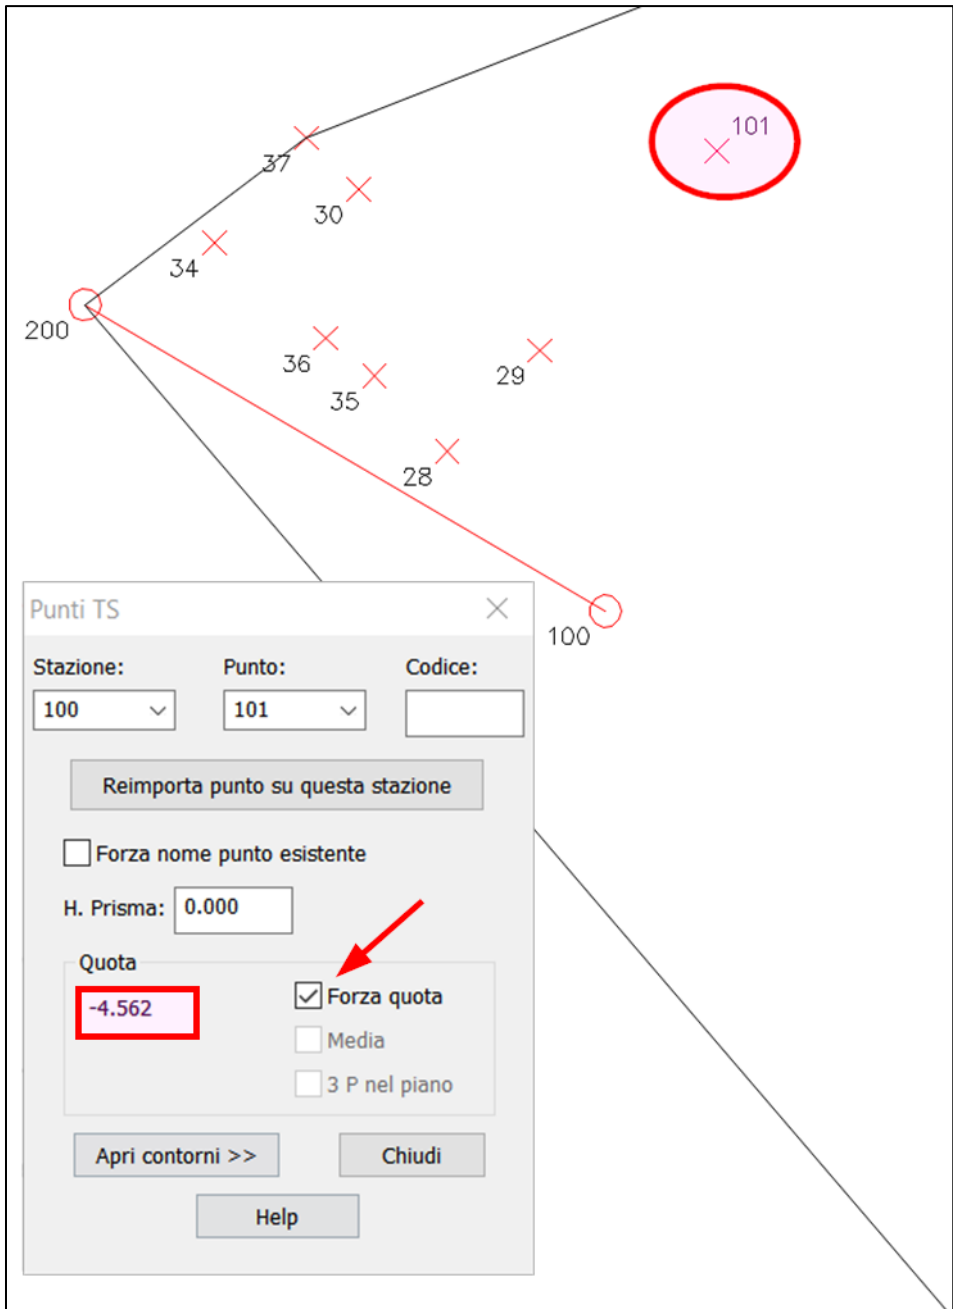 101
37
30
34
200
36
29
35
28
100
Punti TS
Stazione: Punto: Codice:
100 101
Reimporta punto su questa stazione
Forza nome punto esistente
H. Prisma: 0.000
Quota
-4.562 Forza quota
Media
3 P nel piano
Apri contorni >> Chiudi
Help